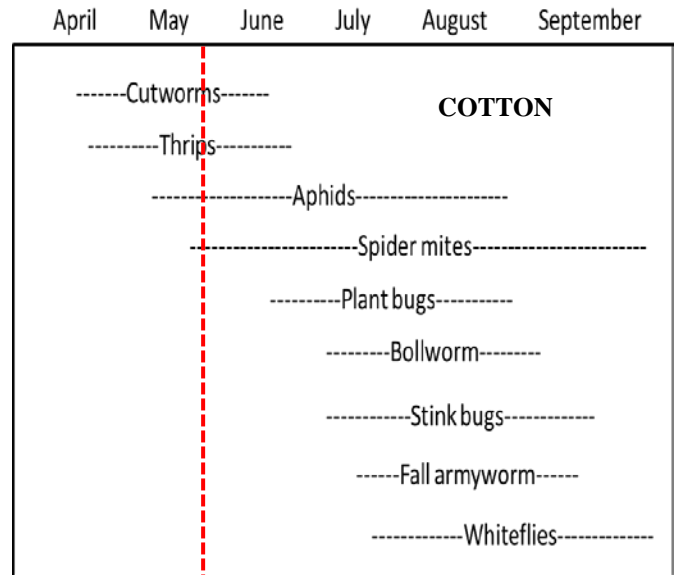 April May June July August September
COTTON
-------Cutworms------
----------Thrips-----------
--------------------Aphids----------------------
------------------------Spider mites-------------------------
----------Plant bugs-----------
---------Bollworm---------
------------Stink bugs-------------
------Fall armyworm------
-------------Whiteflies--------------